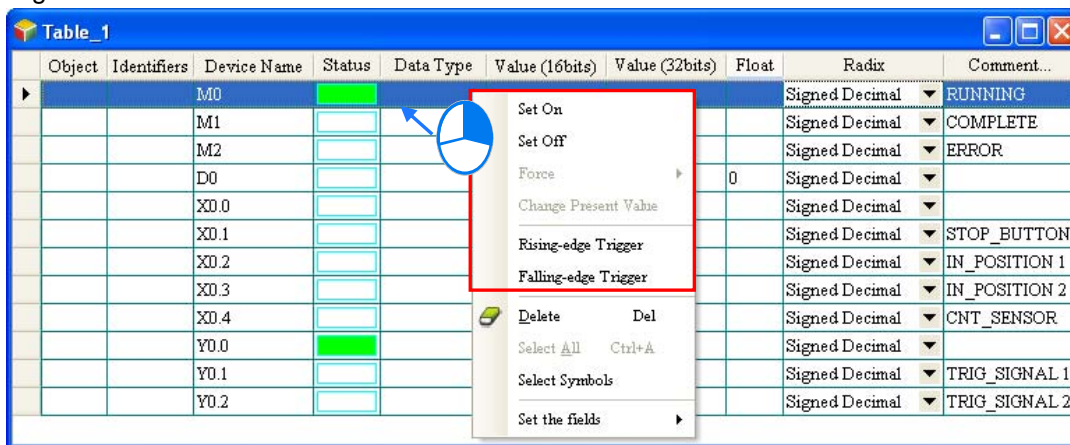 Table_1
Object Identifiers Device Name Status Data Type Value (16bits) Value (32bits) Float Radix Comment...
M0 Signed Decimal RUNNING
M1 Signed Decimal COMPLETE
M2 Signed Decimal ERROR
D0 0 Signed Decimal
X0.0 Signed Decimal
X0.1 Signed Decimal STOP_BUTTON
X0.2 Signed Decimal IN_POSITION 1
X0.3 Signed Decimal IN_POSITION 2
X0.4 Signed Decimal CNT_SENSOR
Y0.0 Signed Decimal
Y0.1 Signed Decimal TRIG_SIGNAL 1
Y0.2 Signed Decimal TRIG_SIGNAL 2
Set On
Set Off
Force
Change Present Value
Rising-edge Trigger
Falling-edge Trigger
Delete Del
Select All Ctrl+A
Select Symbols
Set the fields